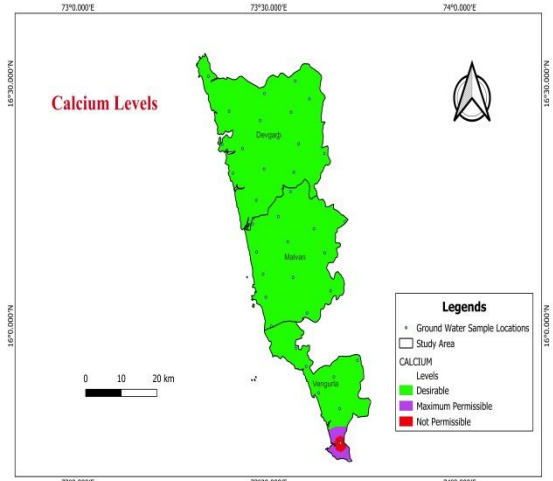 73°0.000'E 73°30.000'E 74°0.000'E
16°30.000'N
16°30.000'N
Calcium Levels
Devgad
Malvan
16°0.000'N
16°0.000'N
Legends
Ground Water Sample Locations
Study Area
CALCIUM
Levels
Desirable
Maximum Permissible
Not Permissible
Vengurla
0 10 20 km